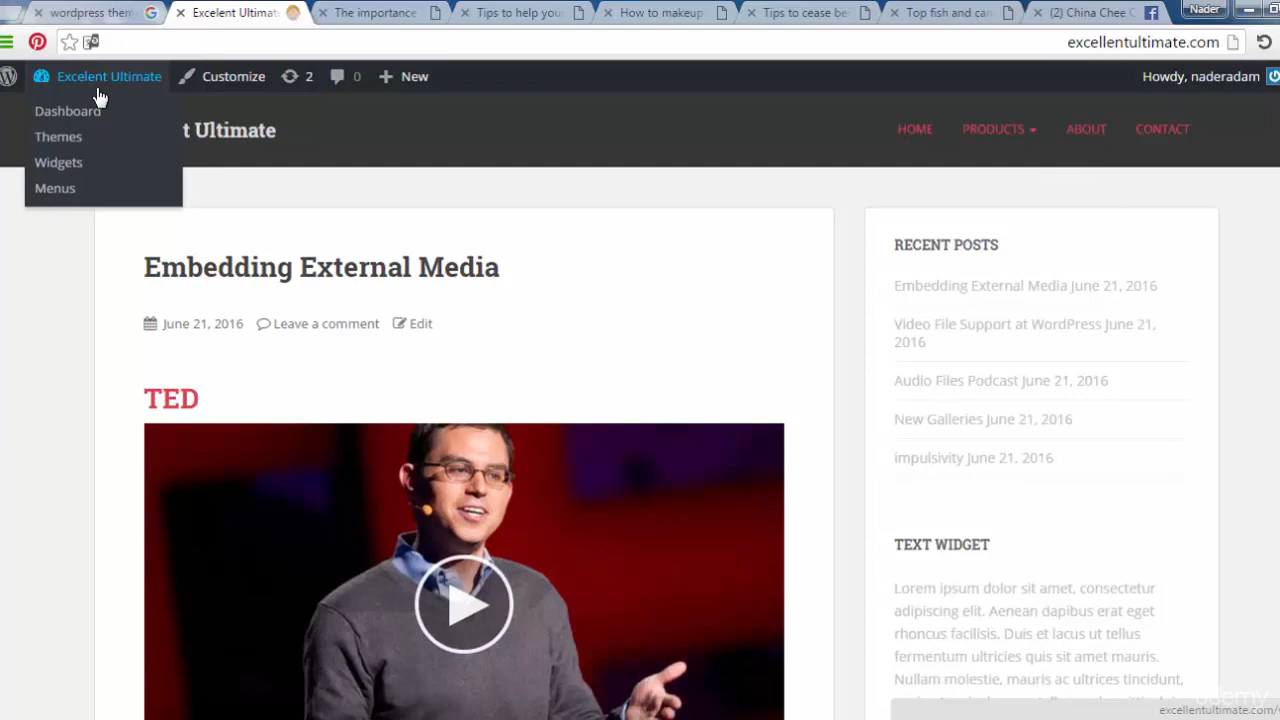 wordpress them
Excelent Ultimate
The importance
Tips to help you
How to makeup
Tips to cease be
Top fish and car
(2) China Chee C
Nader
excellentultimate.com
Excelent Ultimate
Customize
2
0
New
Howdy, naderadam
Dashboard
Themes
Widgets
Menus
t Ultimate
HOME
PRODUCTS
ABOUT
CONTACT
Embedding External Media
June 21, 2016
Leave a comment
Edit
TED
RECENT POSTS
Embedding External Media June 21, 2016
Video File Support at WordPress June 21,
2016
Audio Files Podcast June 21, 2016
New Galleries June 21, 2016
impulsivity June 21, 2016
TEXT WIDGET
Lorem ipsum dolor sit amet, consectetur
adipiscing elit. Aenean dapibus erat eget
rhoncus facilisis. Duis et lacus ut tellus
fermentum ultricies quis sit amet mauris.
Nullam molestie, mauris ac ultrices tincidunt,
udemy
excellentultimate.com/